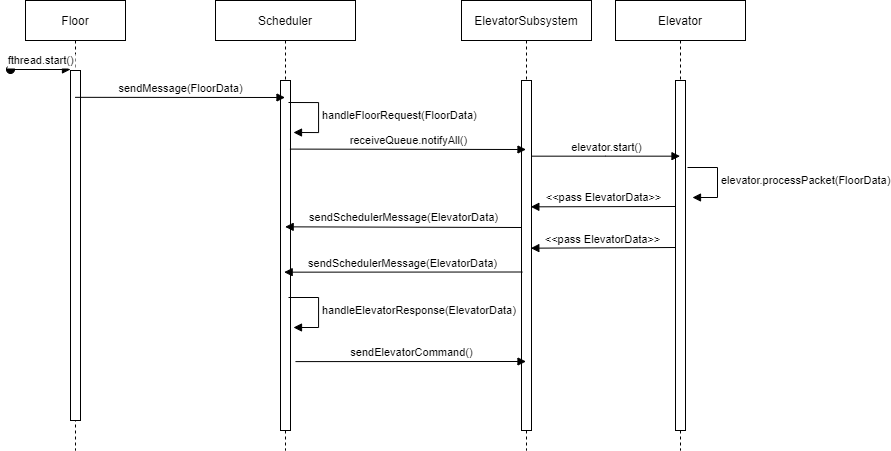 Floor
Scheduler
ElevatorSubsystem
Elevator
fthread.start()
sendMessage(FloorData)
handleFloorRequest(FloorData)
receiveQueue.notifyAll()
elevator.start()
elevator.processPacket(FloorData)
<<pass ElevatorData>>
sendSchedulerMessage(ElevatorData)
<<pass ElevatorData>>
sendSchedulerMessage(ElevatorData)
handleElevatorResponse(ElevatorData)
sendElevatorCommand()